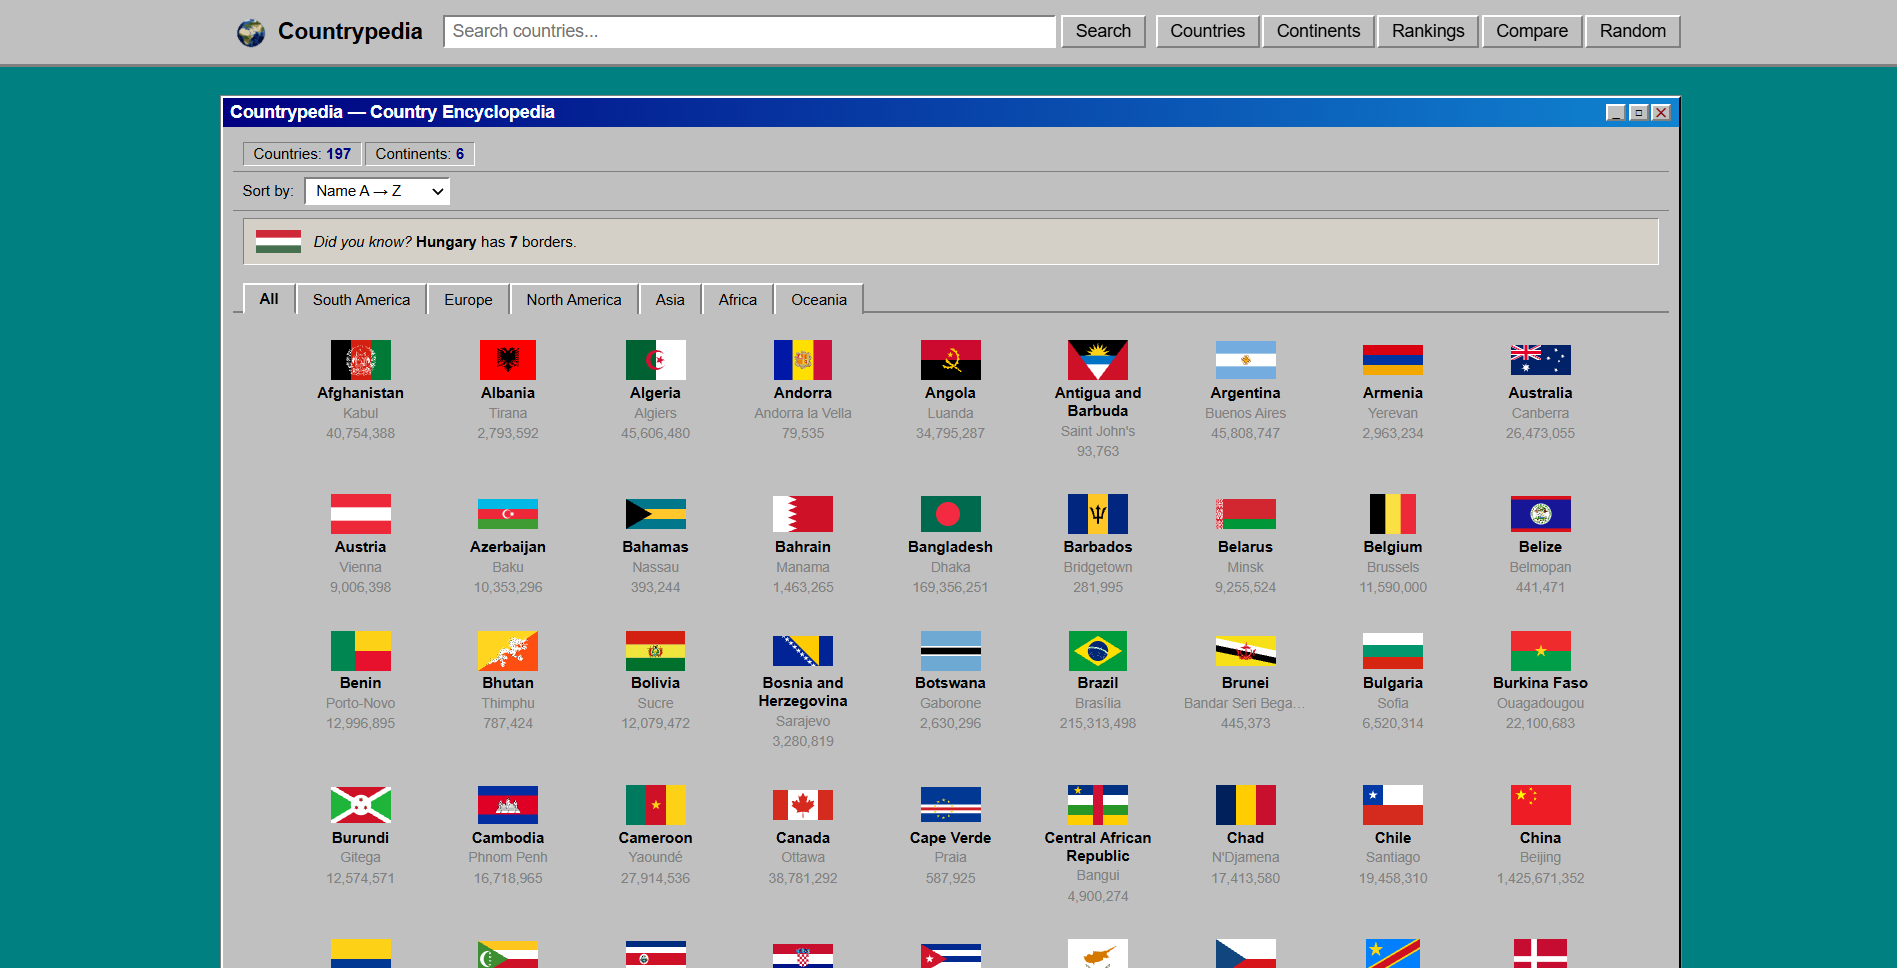 Countrypedia
Search countries...
Search
Countries
Continents
Rankings
Compare
Random
Countrypedia — Country Encyclopedia
Countries: 197
Continents: 6
Sort by:
Name A → Z
Did you know? Hungary has 7 borders.
All
South America
Europe
North America
Asia
Africa
Oceania
Afghanistan
Kabul
40,754,388
Albania
Tirana
2,793,592
Algeria
Algiers
45,606,480
Andorra
Andorra la Vella
79,535
Angola
Luanda
34,795,287
Antigua and
Barbuda
Saint John's
93,763
Argentina
Buenos Aires
45,808,747
Armenia
Yerevan
2,963,234
Australia
Canberra
26,473,055
Austria
Vienna
9,006,398
Azerbaijan
Baku
10,353,296
Bahamas
Nassau
393,244
Bahrain
Manama
1,463,265
Bangladesh
Dhaka
169,356,251
Barbados
Bridgetown
281,995
Belarus
Minsk
9,255,524
Belgium
Brussels
11,590,000
Belize
Belmopan
441,471
Benin
Porto-Novo
12,996,895
Bhutan
Thimphu
787,424
Bolivia
Sucre
12,079,472
Bosnia and
Herzegovina
Sarajevo
3,280,819
Botswana
Gaborone
2,630,296
Brazil
Brasília
215,313,498
Brunei
Bandar Seri Bega...
445,373
Bulgaria
Sofia
6,520,314
Burkina Faso
Ouagadougou
22,100,683
Burundi
Gitega
12,574,571
Cambodia
Phnom Penh
16,718,965
Cameroon
Yaoundé
27,914,536
Canada
Ottawa
38,781,292
Cape Verde
Praia
587,925
Central African
Republic
Bangui
4,900,274
Chad
N'Djamena
17,413,580
Chile
Santiago
19,458,310
China
Beijing
1,425,671,352